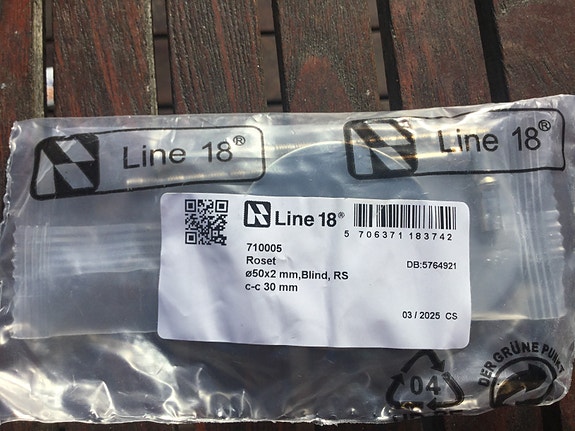 Line 18®
Line 18®
Line 18®
5 706371 183742
710005
Roset
DB:5764921
ø50x2 mm,Blind, RS
c-c 30 mm
03 / 2025 CS
04
DER GRÜNE PUNKT